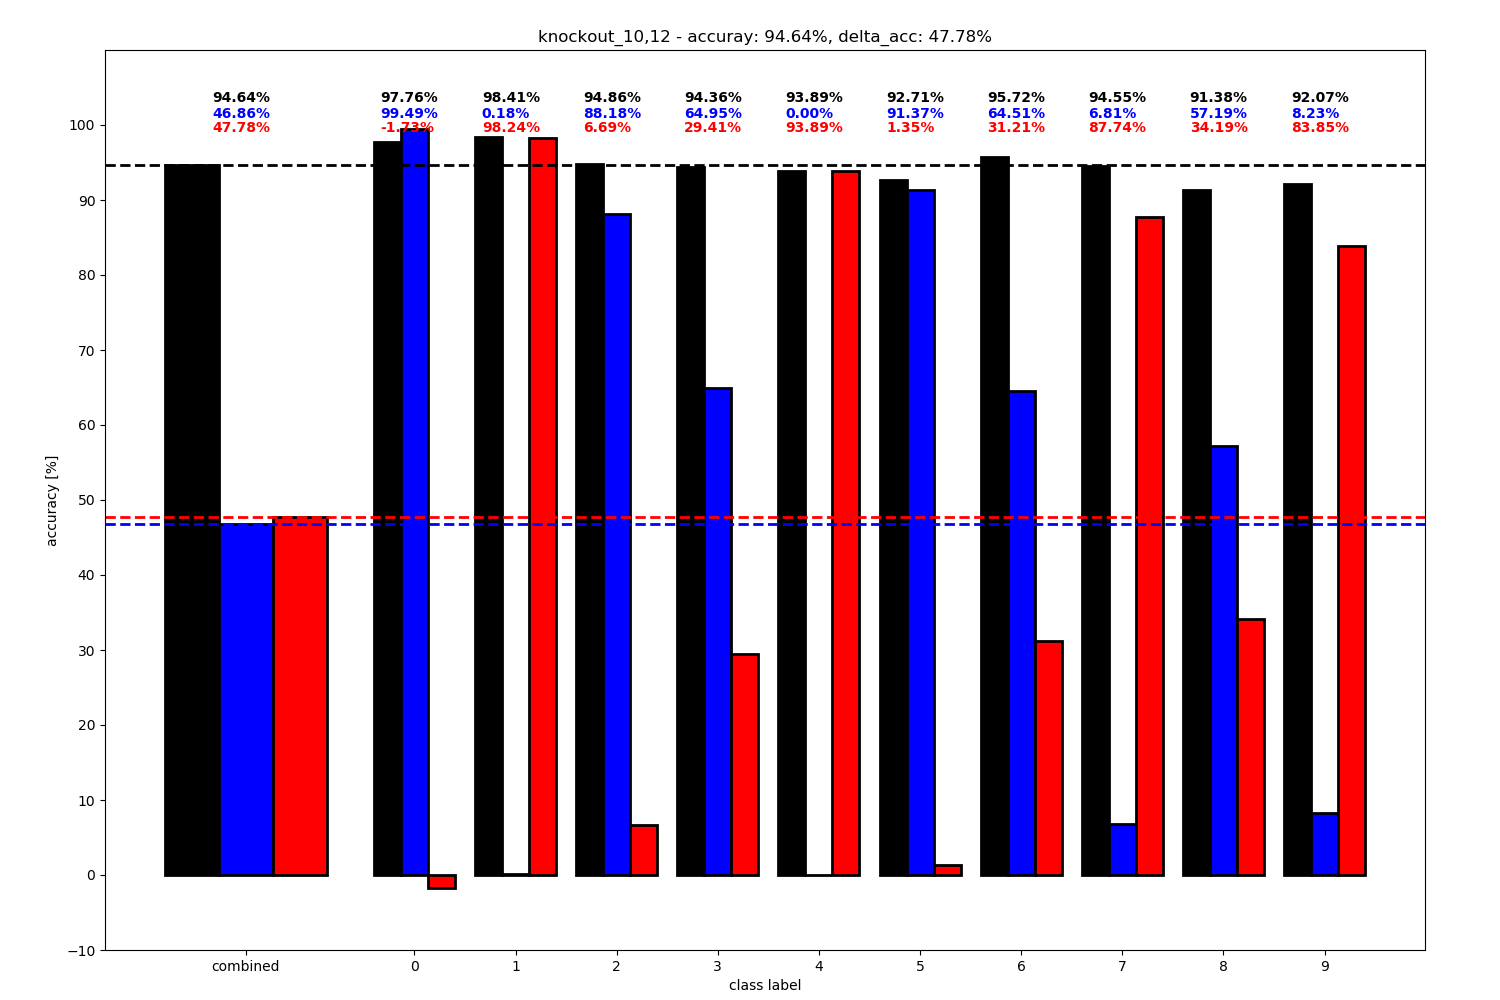 knockout_10,12 - accuray: 94.64%, delta_acc: 47.78%
94.64% 97.76% 98.41% 94.86% 94.36% 93.89% 92.71% 95.72% 94.55% 91.38% 92.07%
46.86% 99.49% 0.18% 88.18% 64.95% 0.00% 91.37% 64.51% 6.81% 57.19% 8.23%
47.78% -1.73% 98.24% 6.69% 29.41% 93.89% 1.35% 31.21% 87.74% 34.19% 83.85%
100
90
80
70
60
50
40
30
20
10
0
−10
accuracy [%]
combined 0 1 2 3 4 5 6 7 8 9
class label